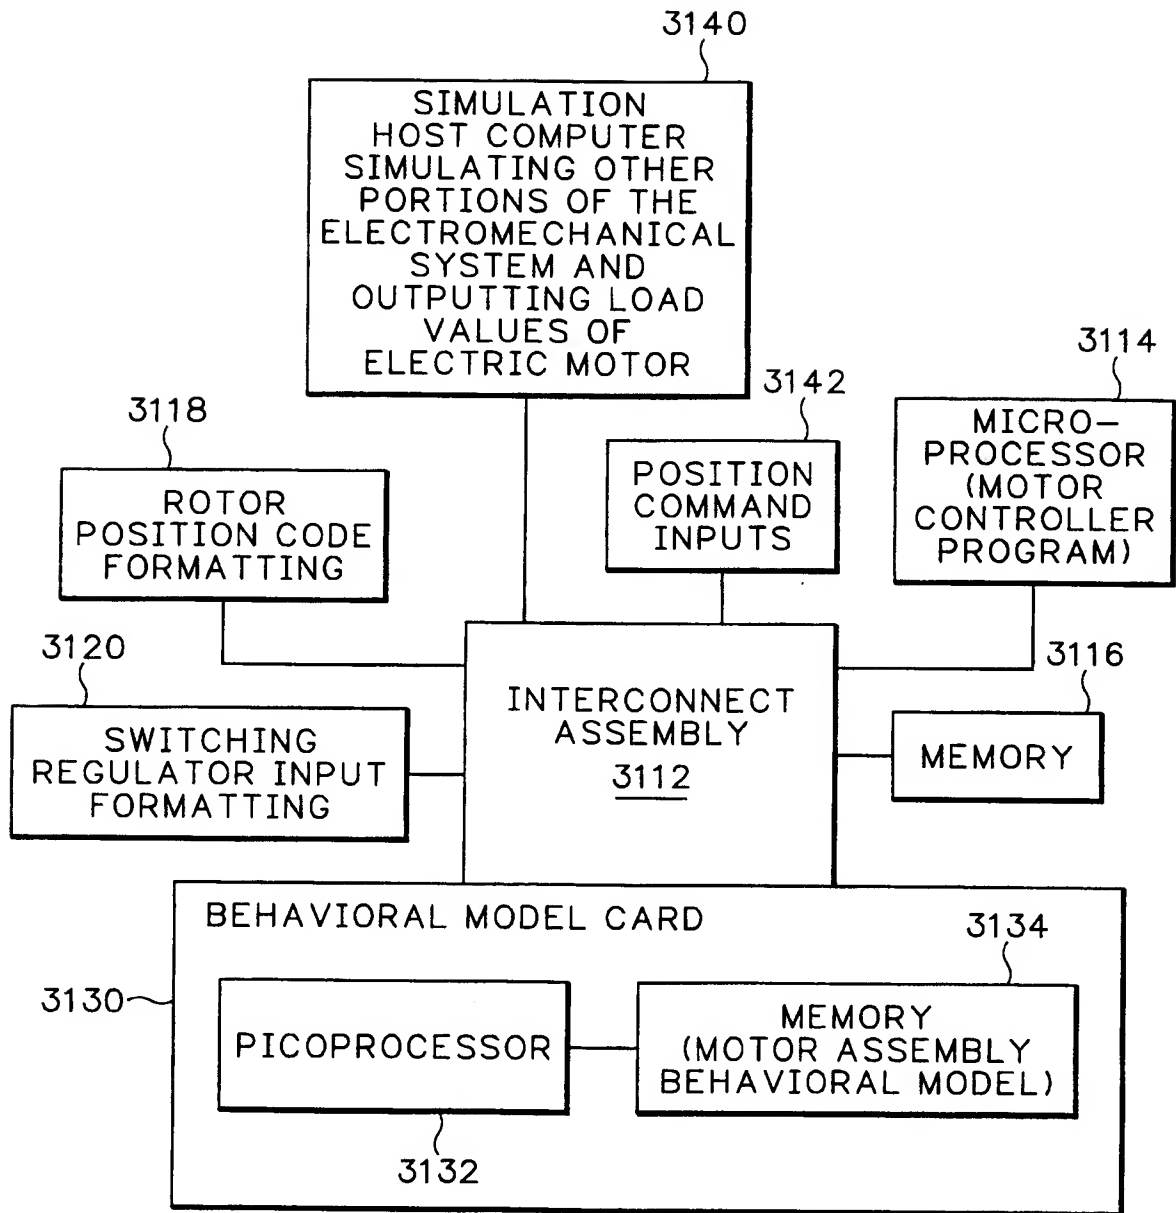 3140
SIMULATION
HOST COMPUTER
SIMULATING OTHER
PORTIONS OF THE
ELECTROMECHANICAL
SYSTEM AND
OUTPUTTING LOAD
VALUES OF
ELECTRIC MOTOR
3118
ROTOR
POSITION CODE
FORMATTING
3142
POSITION
COMMAND
INPUTS
3114
MICRO-
PROCESSOR
(MOTOR
CONTROLLER
PROGRAM)
3120
SWITCHING
REGULATOR INPUT
FORMATTING
INTERCONNECT
ASSEMBLY
3112
3116
MEMORY
BEHAVIORAL MODEL CARD
3130
PICOPROCESSOR
3132
3134
MEMORY
(MOTOR ASSEMBLY
BEHAVIORAL MODEL)